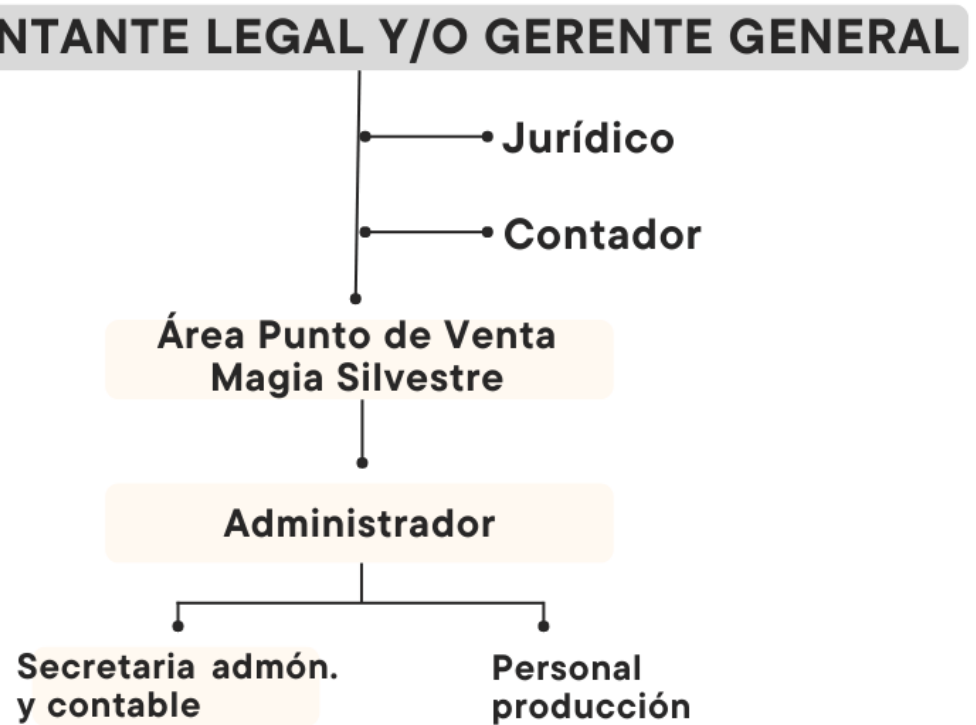 NTANTE LEGAL Y/O GERENTE GENERAL
Jurídico
Contador
Área Punto de Venta
Magia Silvestre
Administrador
Secretaria admón.
y contable
Personal
producción